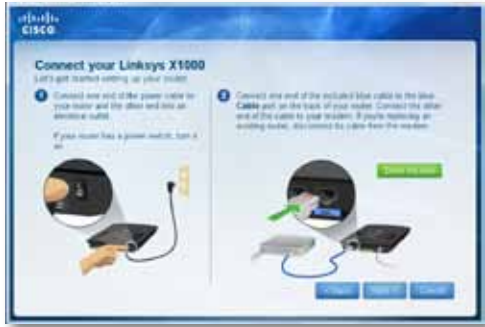 CISCO
Connect your Linksys X1000
Let's get started setting up your router.
1 Connect one end of the power cable to
your router and the other end into an
electrical outlet.
If your router has a power switch, turn it
on.
2 Connect one end of the included blue cable to the blue
Cable port on the back of your router. Connect the other
end of the cable to your modem. If you're replacing an
existing router, disconnect its cable from the modem.
Back
Next
Cancel